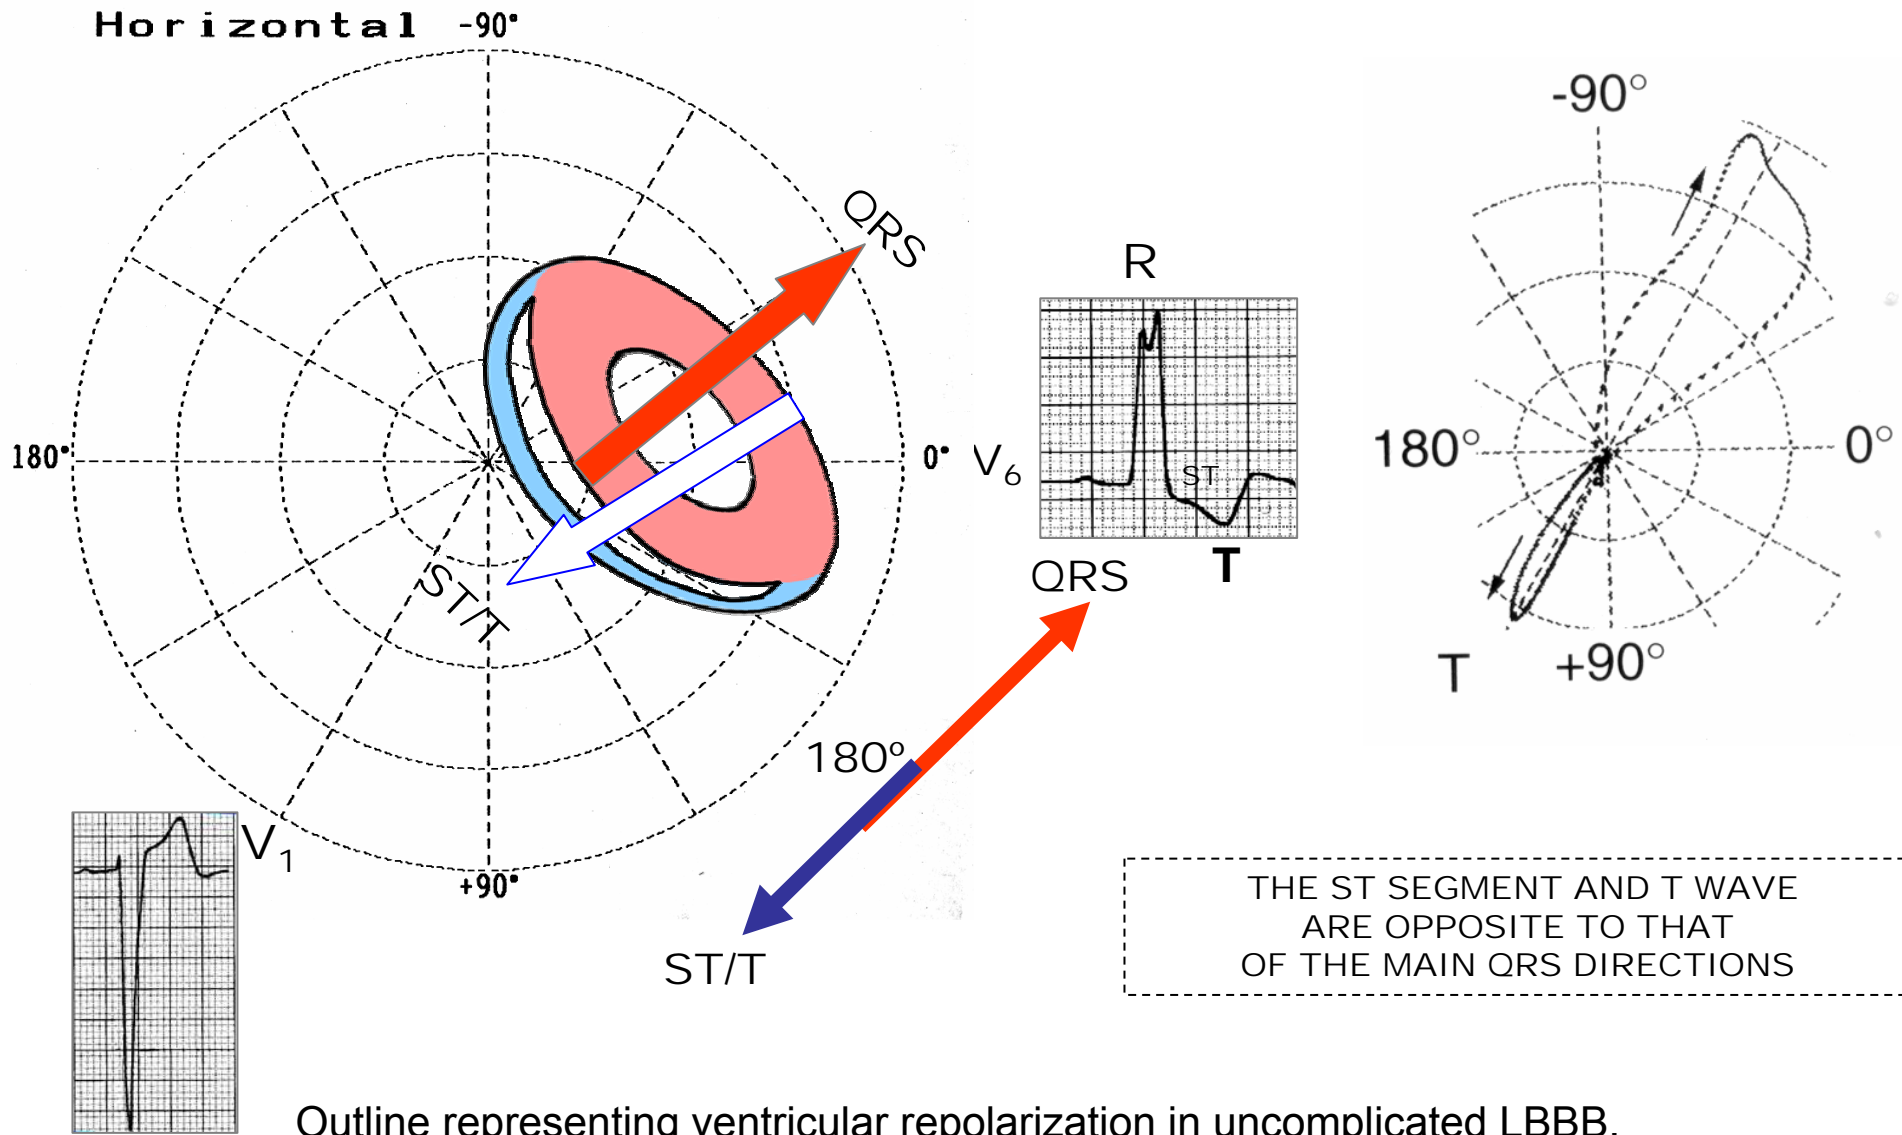 Horizontal
-90°
QRS
180°
0°
ST/T
+90°
V1
V6
R
ST
T
QRS
180º
ST/T
-90°
180°
0°
T
+90°
THE ST SEGMENT AND T WAVE
ARE OPPOSITE TO THAT
OF THE MAIN QRS DIRECTIONS
Outline representing ventricular repolarization in uncomplicated LBBB.